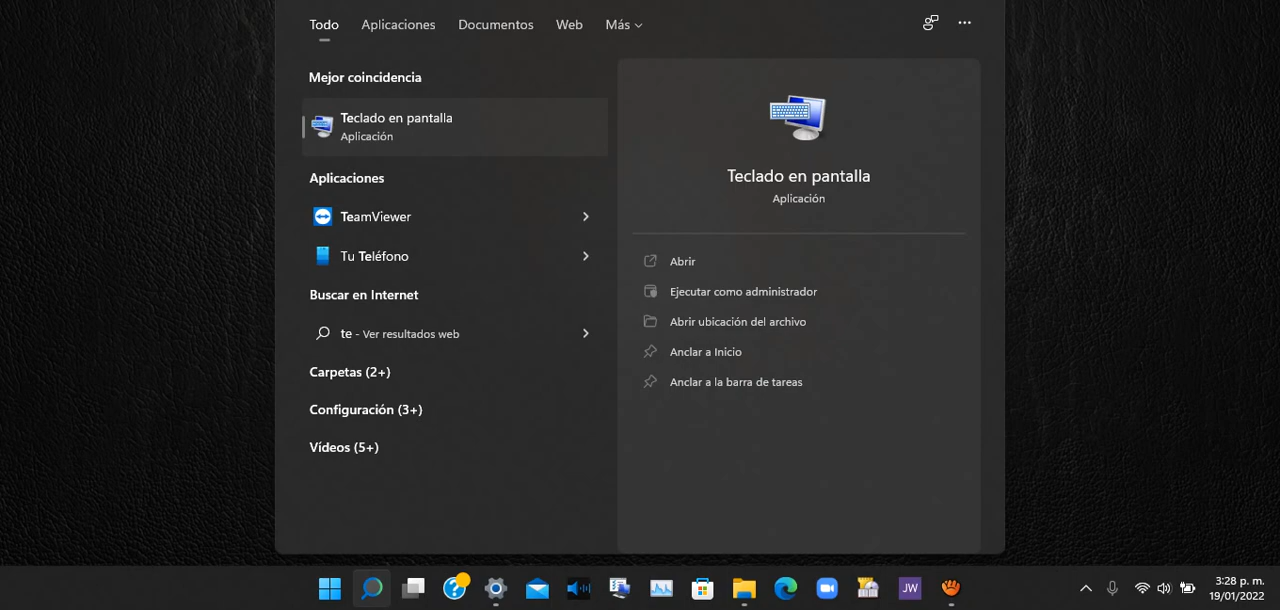 Todo Aplicaciones Documentos Web Más
Mejor coincidencia
Teclado en pantalla
Aplicación
Aplicaciones
TeamViewer
Tu Teléfono
Buscar en Internet
te - Ver resultados web
Carpetas (2+)
Configuración (3+)
Vídeos (5+)
Teclado en pantalla
Aplicación
Abrir
Ejecutar como administrador
Abrir ubicación del archivo
Anclar a Inicio
Anclar a la barra de tareas
JW
3:28 p. m.
19/01/2022